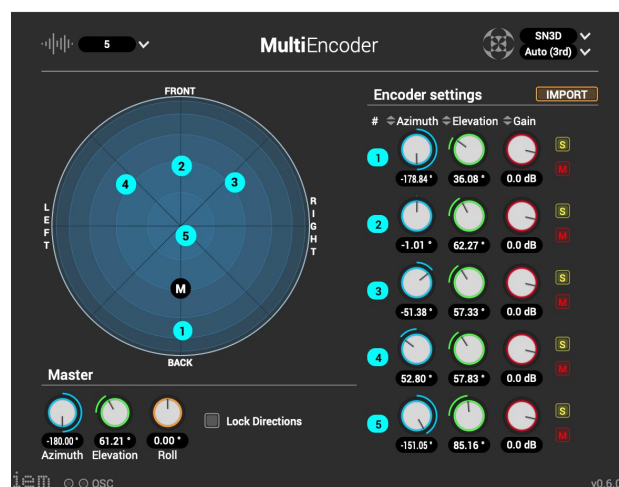 5
MultiEncoder
SN3D
Auto (3rd)
FRONT
LEFT
RIGHT
BACK
2
4
3
5
M
1
Encoder settings
IMPORT
# Azimuth Elevation Gain
1 S
M
-178.84° 36.08° 0.0 dB
2 S
M
-1.01° 62.27° 0.0 dB
3 S
M
-51.38° 57.33° 0.0 dB
4 S
M
52.80° 57.83° 0.0 dB
5 S
M
-151.05° 85.16° 0.0 dB
Master
Lock Directions
-180.00° 61.21° 0.00°
Azimuth Elevation Roll
iem OSC
v0.6.0